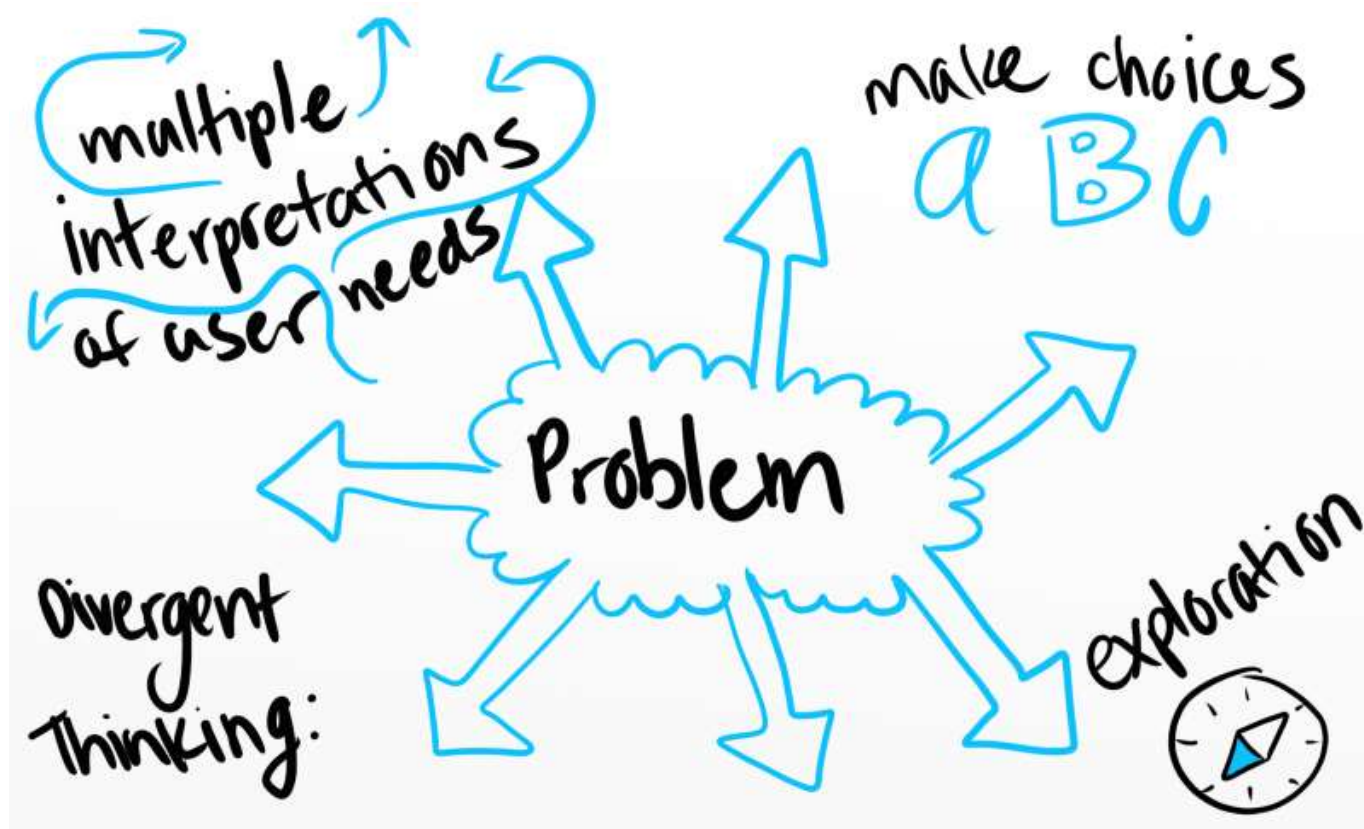 multiple
interpretations
of user needs
make choices
a B C
Problem
Divergent
Thinking:
exploration